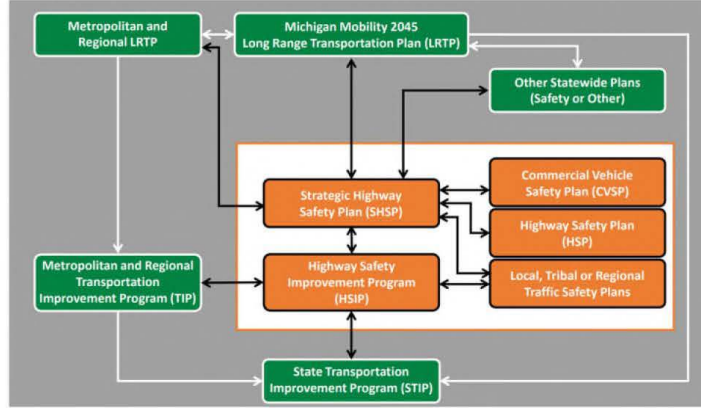 Metropolitan and
Regional LRTP
Michigan Mobility 2045
Long Range Transportation Plan (LRTP)
Other Statewide Plans
(Safety or Other)
Strategic Highway
Safety Plan (SHSP)
Commercial Vehicle
Safety Plan (CVSP)
Highway Safety Plan
(HSP)
Metropolitan and Regional
Transportation
Improvement Program (TIP)
Highway Safety
Improvement Program
(HSIP)
Local, Tribal or Regional
Traffic Safety Plans
State Transportation
Improvement Program (STIP)